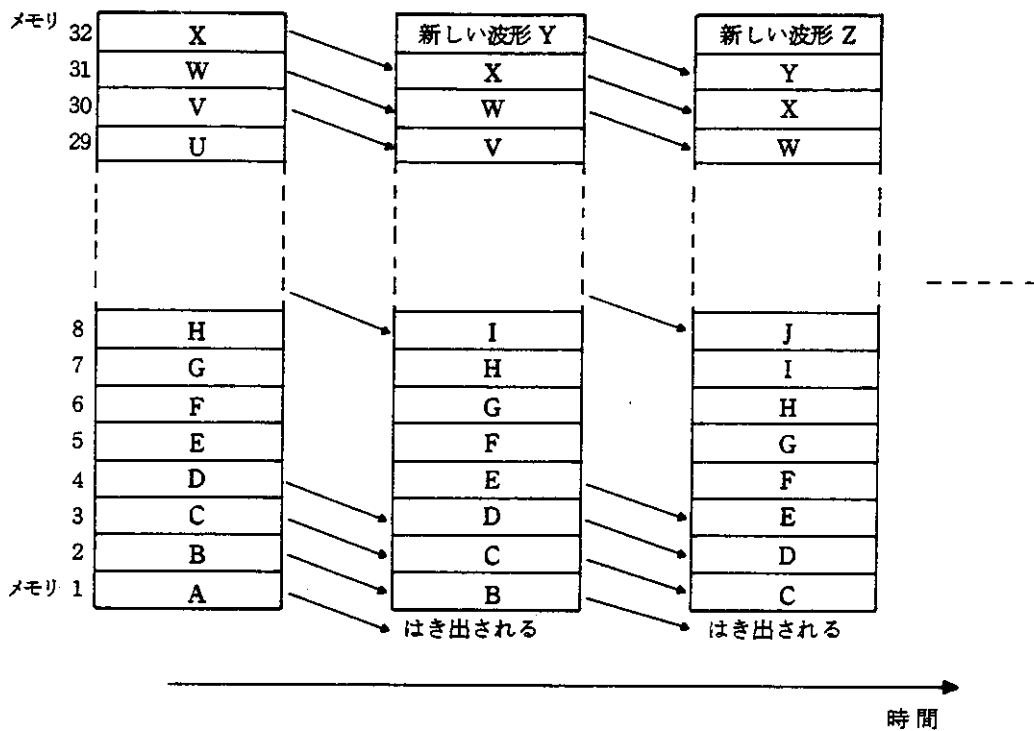 メモリ 32 X 新しい波形 Y 新しい波形 Z
31 W X Y
30 V W X
29 U V W
8 H I J
7 G H I
6 F G H
5 E F G
4 D E F
3 C D E
2 B C D
メモリ 1 A B C
はき出される はき出される
時間